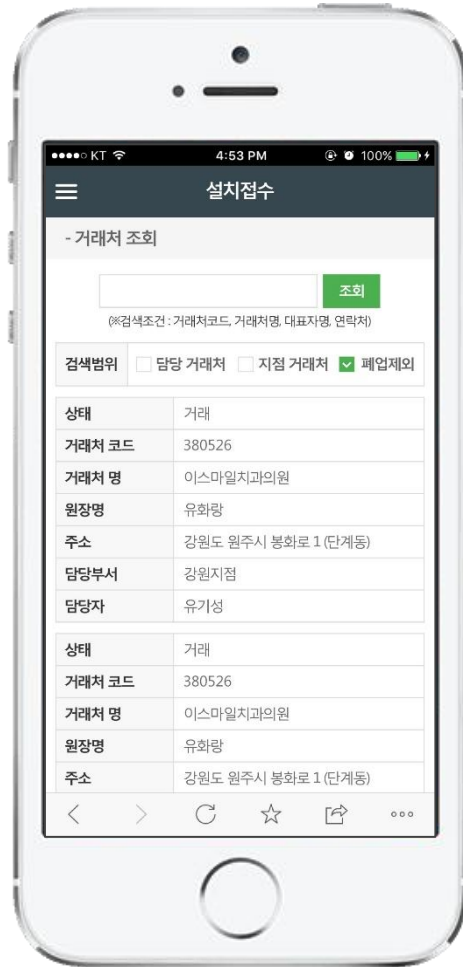 KT 4:53 PM 100%
설치접수
- 거래처 조회
조회
(※검색조건 : 거래처코드, 거래처명, 대표자명, 연락처)
검색범위 담당 거래처 지점 거래처 폐업제외
상태 거래
거래처 코드 380526
거래처 명 이스마일치과의원
원장명 유화랑
주소 강원도 원주시 봉화로 1 (단계동)
담당부서 강원지점
담당자 유기성
상태 거래
거래처 코드 380526
거래처 명 이스마일치과의원
원장명 유화랑
주소 강원도 원주시 봉화로 1 (단계동)